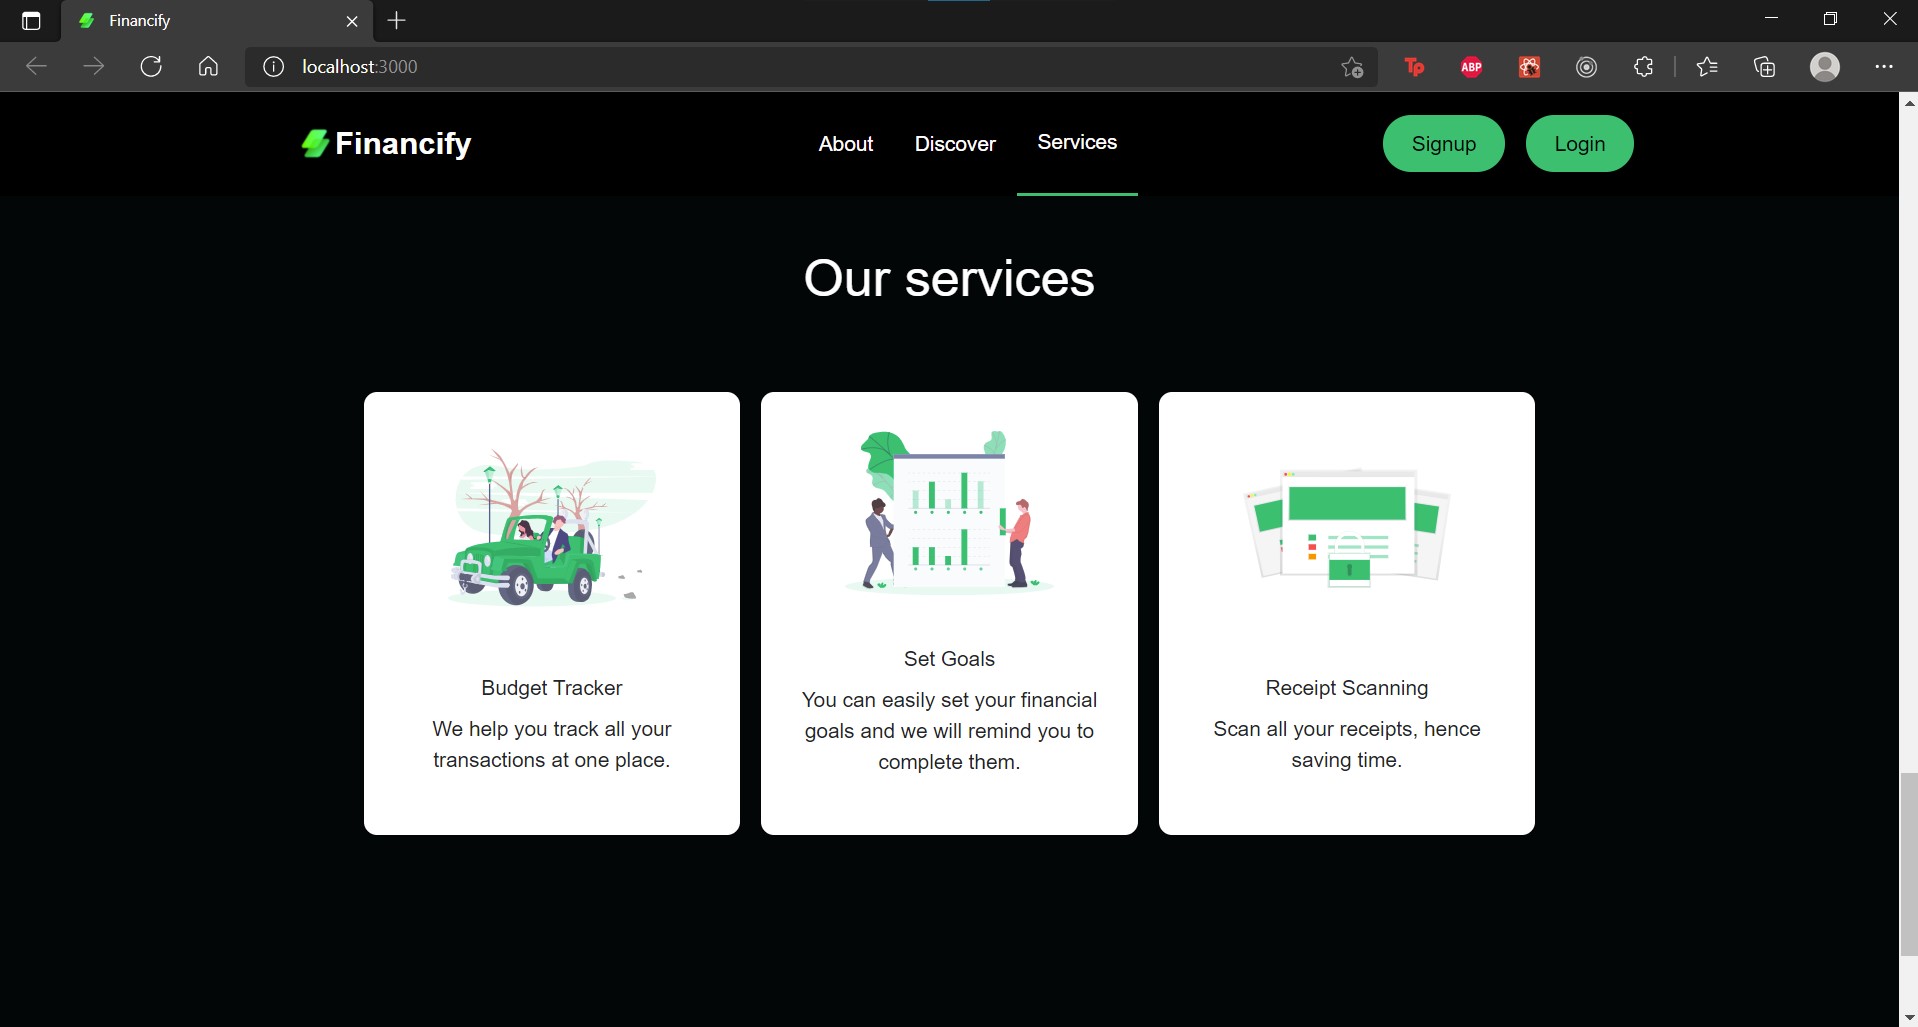 Financify
localhost:3000
ABP
Tp
Financify
About
Discover
Services
Signup
Login
Our services
Budget Tracker
We help you track all your
transactions at one place.
Set Goals
You can easily set your financial
goals and we will remind you to
complete them.
Receipt Scanning
Scan all your receipts, hence
saving time.